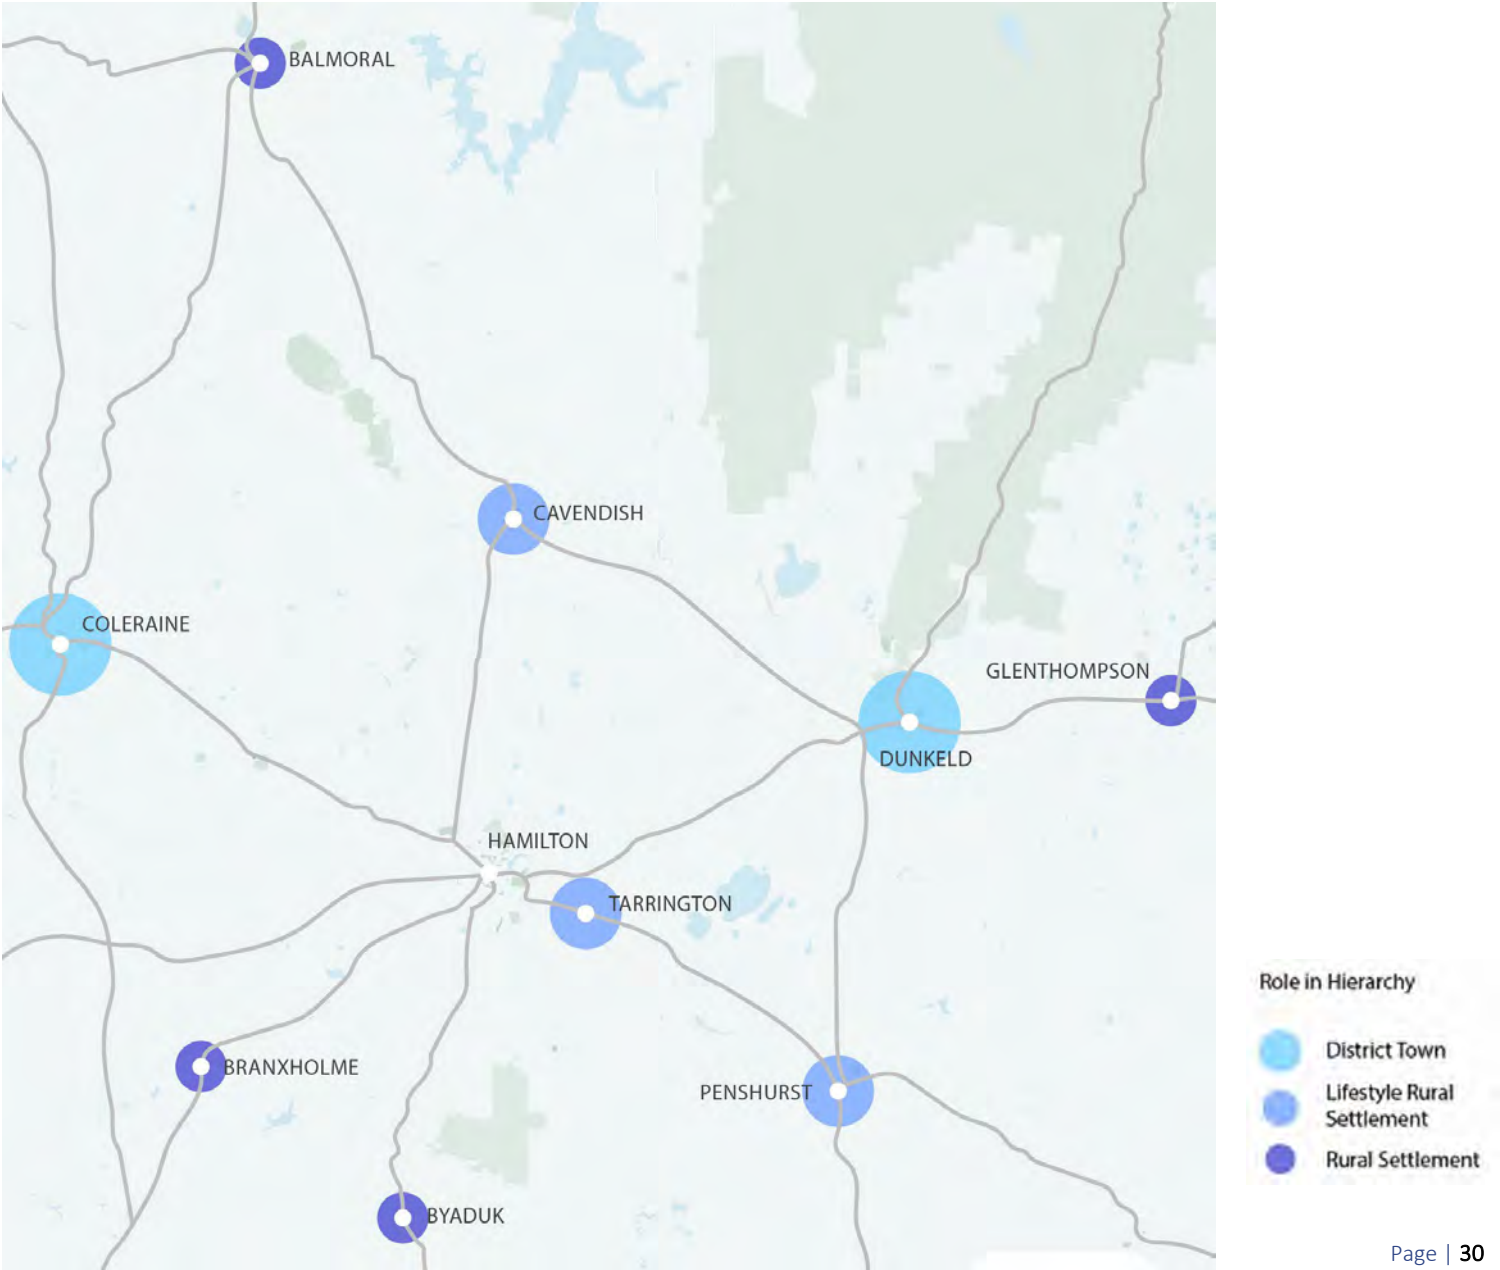 BALMORAL
CAVENDISH
COLERAINE
GLENTHOMPSON
DUNKELD
HAMILTON
TARRINGTON
BRANXHOLME
PENSHURST
BYADUK
Role in Hierarchy
District Town
Lifestyle Rural
Settlement
Rural Settlement
Page | 30